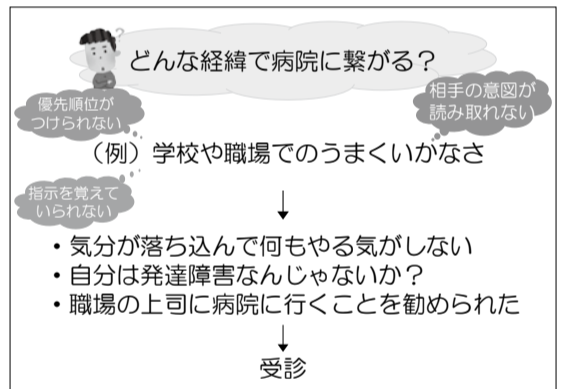 ？
どんな経緯で病院に繋がる？
優先順位が
つけられない
相手の意図が
読み取れない
（例）学校や職場でのうまくいかなさ
指示を覚えて
いられない
↓
・気分が落ち込んで何もやる気がしない
・自分は発達障害なんじゃないか？
・職場の上司に病院に行くことを勧められた
↓
受診